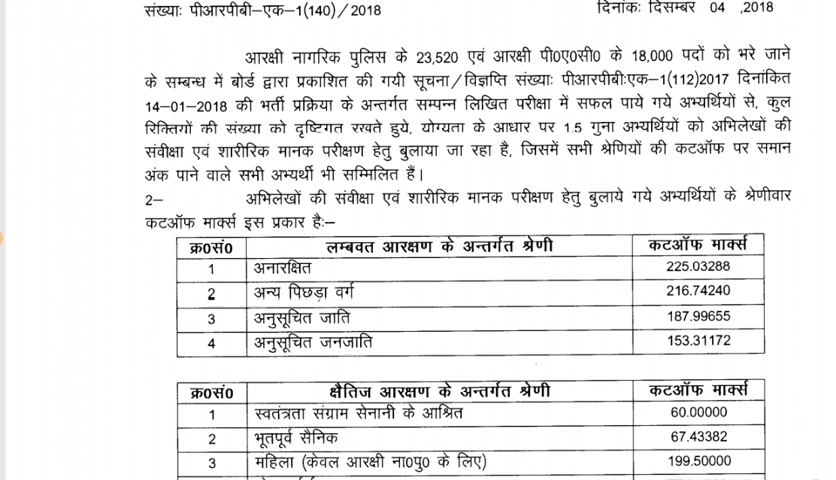 संख्याः पीआरपीबी–एक–1(140)/2018 दिनांकः दिसम्बर 04 ,2018
आरक्षी नागरिक पुलिस के 23,520 एवं आरक्षी पी0ए0सी0 के 18,000 पदों को भरे जाने
के सम्बन्ध में बोर्ड द्वारा प्रकाशित की गयी सूचना/विज्ञप्ति संख्याः पीआरपीबीःएक–1(112)2017 दिनांकित
14–01–2018 की भर्ती प्रक्रिया के अन्तर्गत सम्पन्न लिखित परीक्षा में सफल पाये गये अभ्यर्थियों से, कुल
रिक्तियों की संख्या को दृष्टिगत रखते हुये, योग्यता के आधार पर 1.5 गुना अभ्यर्थियों को अभिलेखों की
संवीक्षा एवं शारीरिक मानक परीक्षण हेतु बुलाया जा रहा है, जिसमें सभी श्रेणियों की कटऑफ पर समान
अंक पाने वाले सभी अभ्यर्थी भी सम्मिलित हैं।
2– अभिलेखों की संवीक्षा एवं शारीरिक मानक परीक्षण हेतु बुलाये गये अभ्यर्थियों के श्रेणीवार
कटऑफ मार्क्स इस प्रकार हैः–
क्र0सं0 लम्बवत आरक्षण के अन्तर्गत श्रेणी कटऑफ मार्क्स
1 अनारक्षित 225.03288
2 अन्य पिछड़ा वर्ग 216.74240
3 अनुसूचित जाति 187.99655
4 अनुसूचित जनजाति 153.31172
क्र0सं0 क्षैतिज आरक्षण के अन्तर्गत श्रेणी कटऑफ मार्क्स
1 स्वतंत्रता संग्राम सेनानी के आश्रित 60.00000
2 भूतपूर्व सैनिक 67.43382
3 महिला (केवल आरक्षी ना0पु0 के लिए) 199.50000